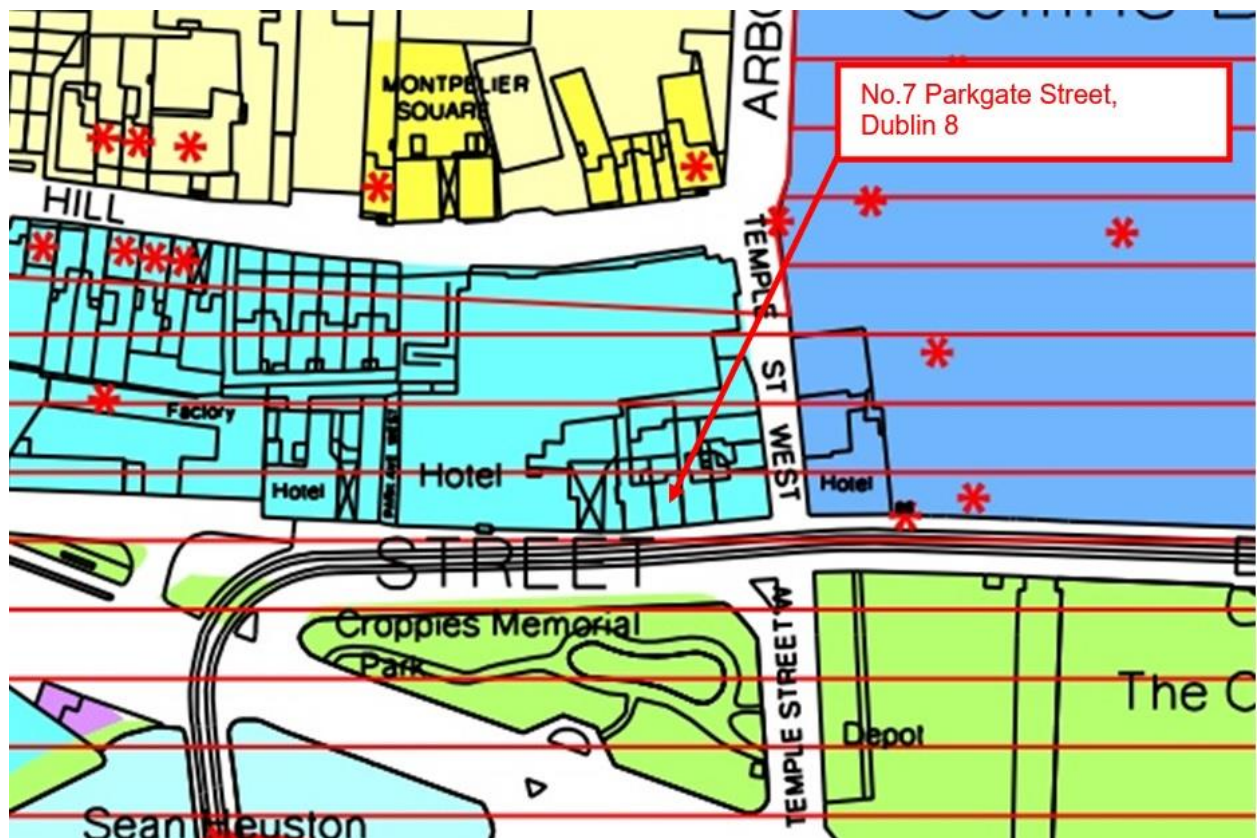 Collins
ARBO
MONTPELIER
SQUARE
No.7 Parkgate Street,
Dublin 8
HILL
TEMPLE
ST
WEST
Factory
Hotel
Hotel
Hotel
STREET
Croppies Memorial
Park
TEMPLE STREET W
The C
Depot
Sean Heuston